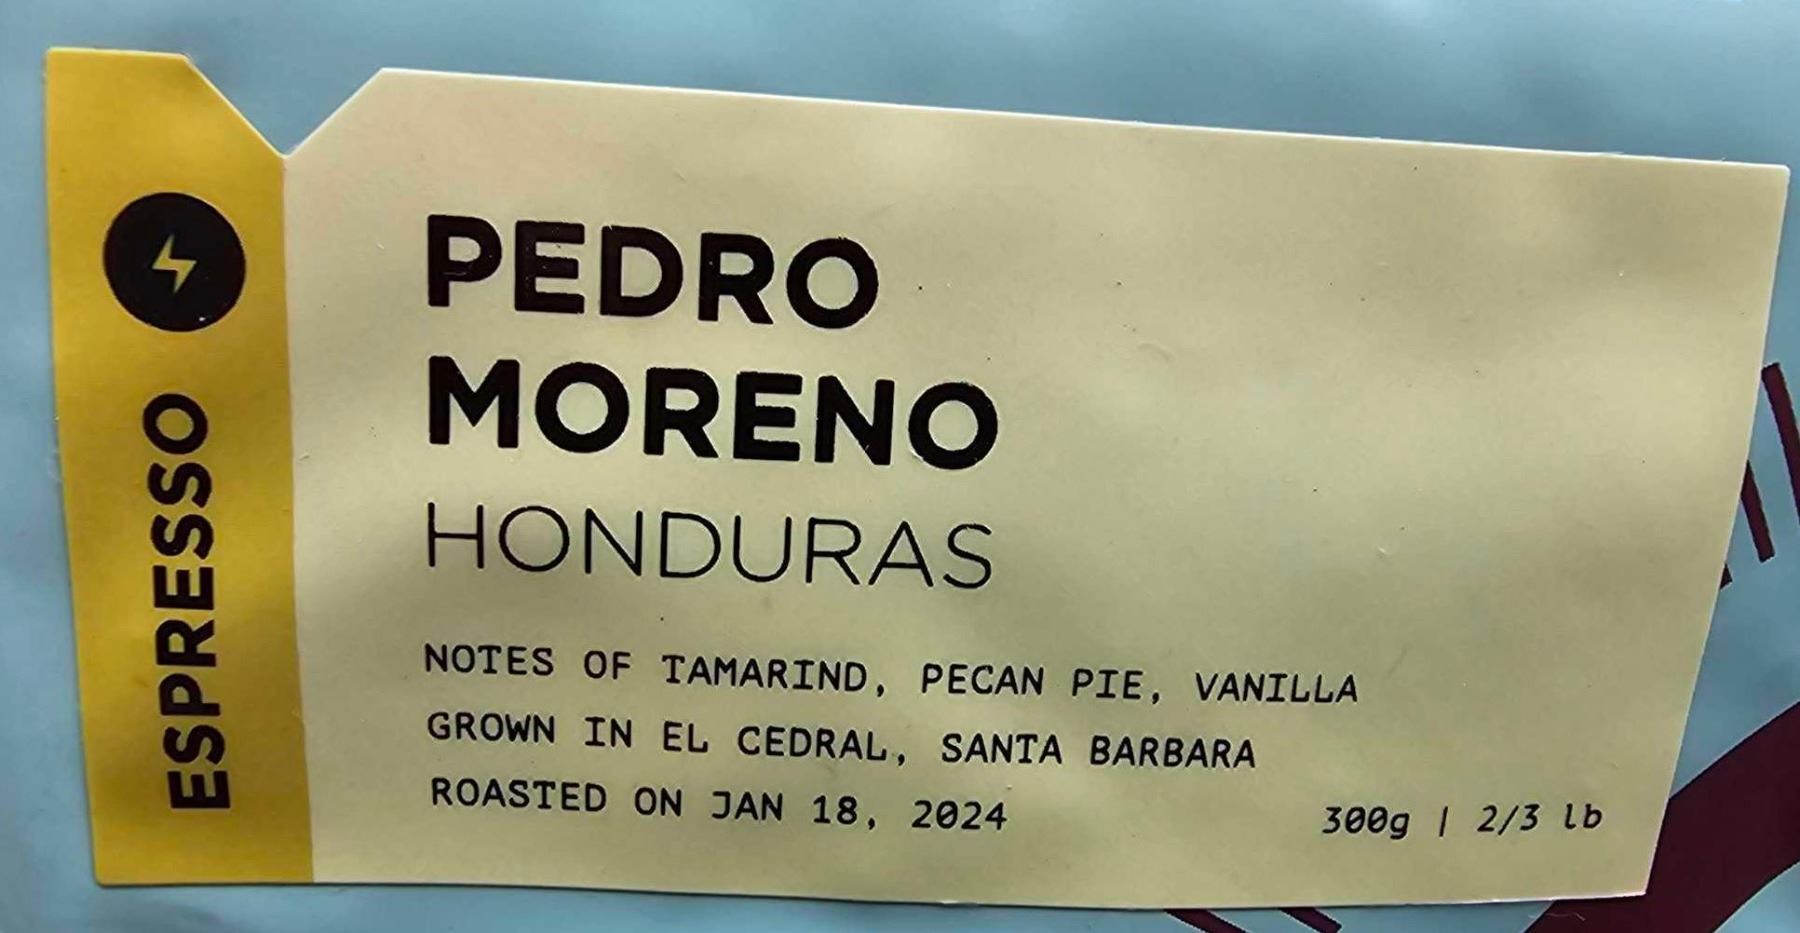 ESPRESSO
PEDRO
MORENO
HONDURAS
NOTES OF TAMARIND, PECAN PIE, VANILLA
GROWN IN EL CEDRAL, SANTA BARBARA
ROASTED ON JAN 18, 2024
300g | 2/3 lb